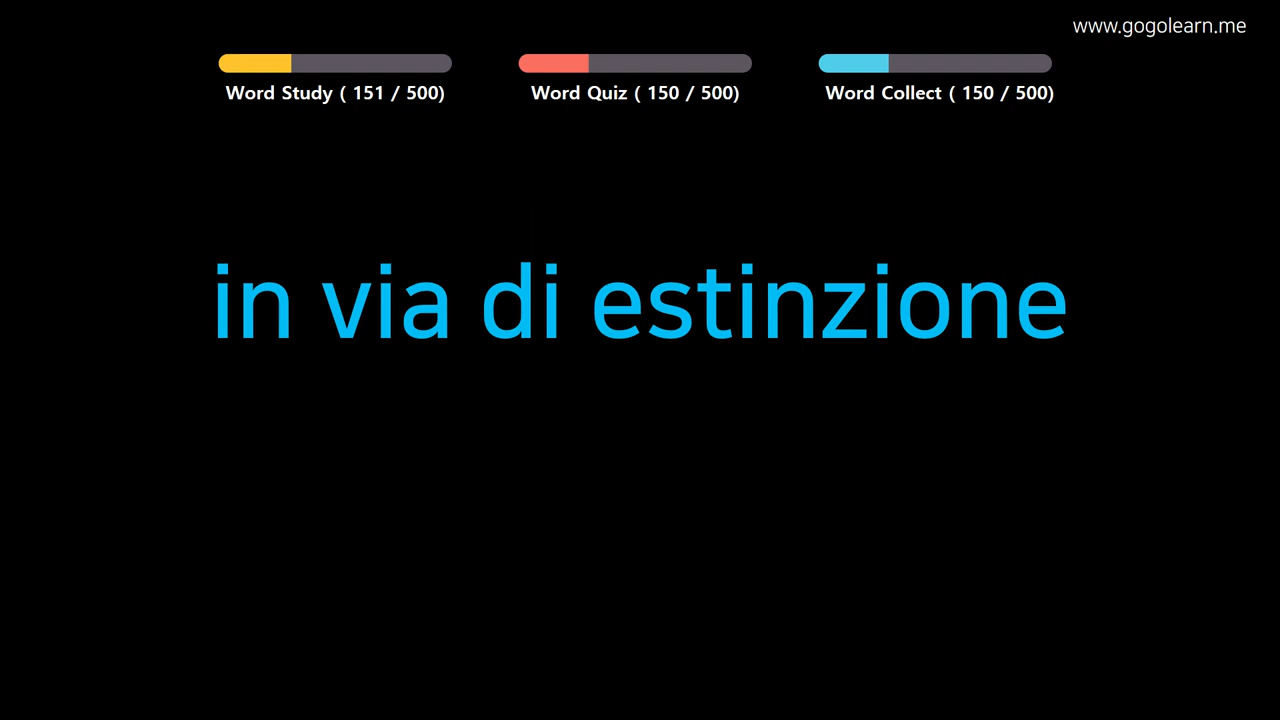 www.gogolearn.me
Word Study ( 151 / 500)
Word Quiz ( 150 / 500)
Word Collect ( 150 / 500)
in via di estinzione